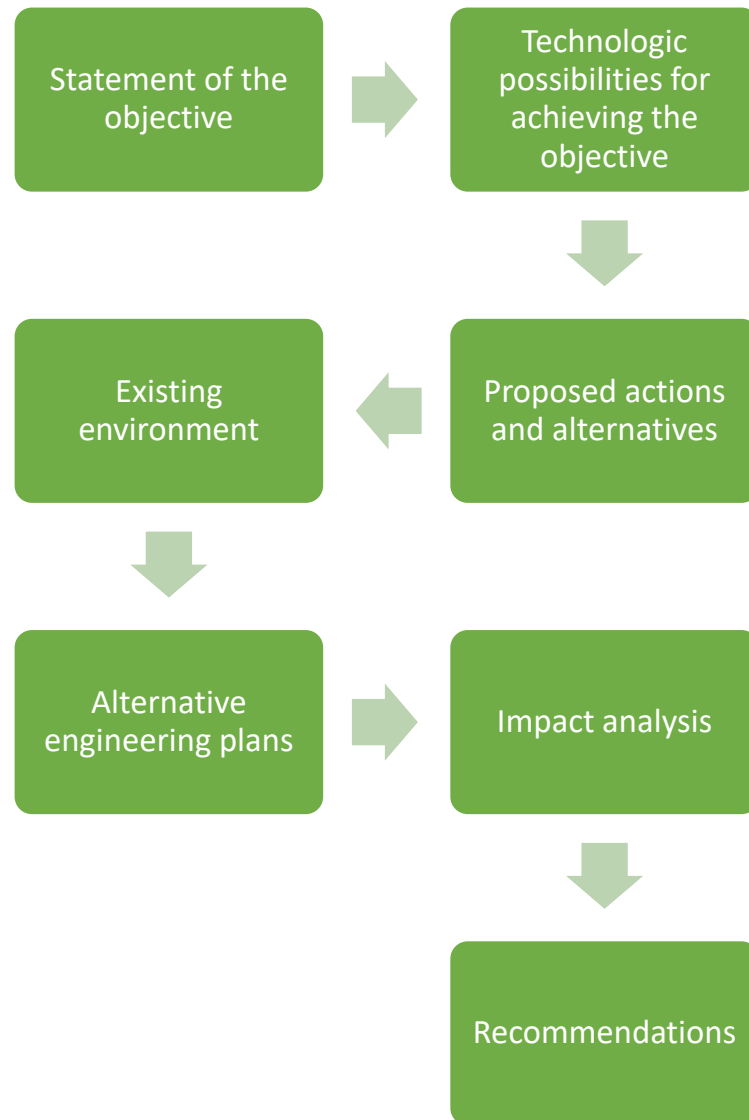 Statement of the
objective
Technologic
possibilities for
achieving the
objective
Proposed actions
and alternatives
Existing
environment
Alternative
engineering plans
Impact analysis
Recommendations